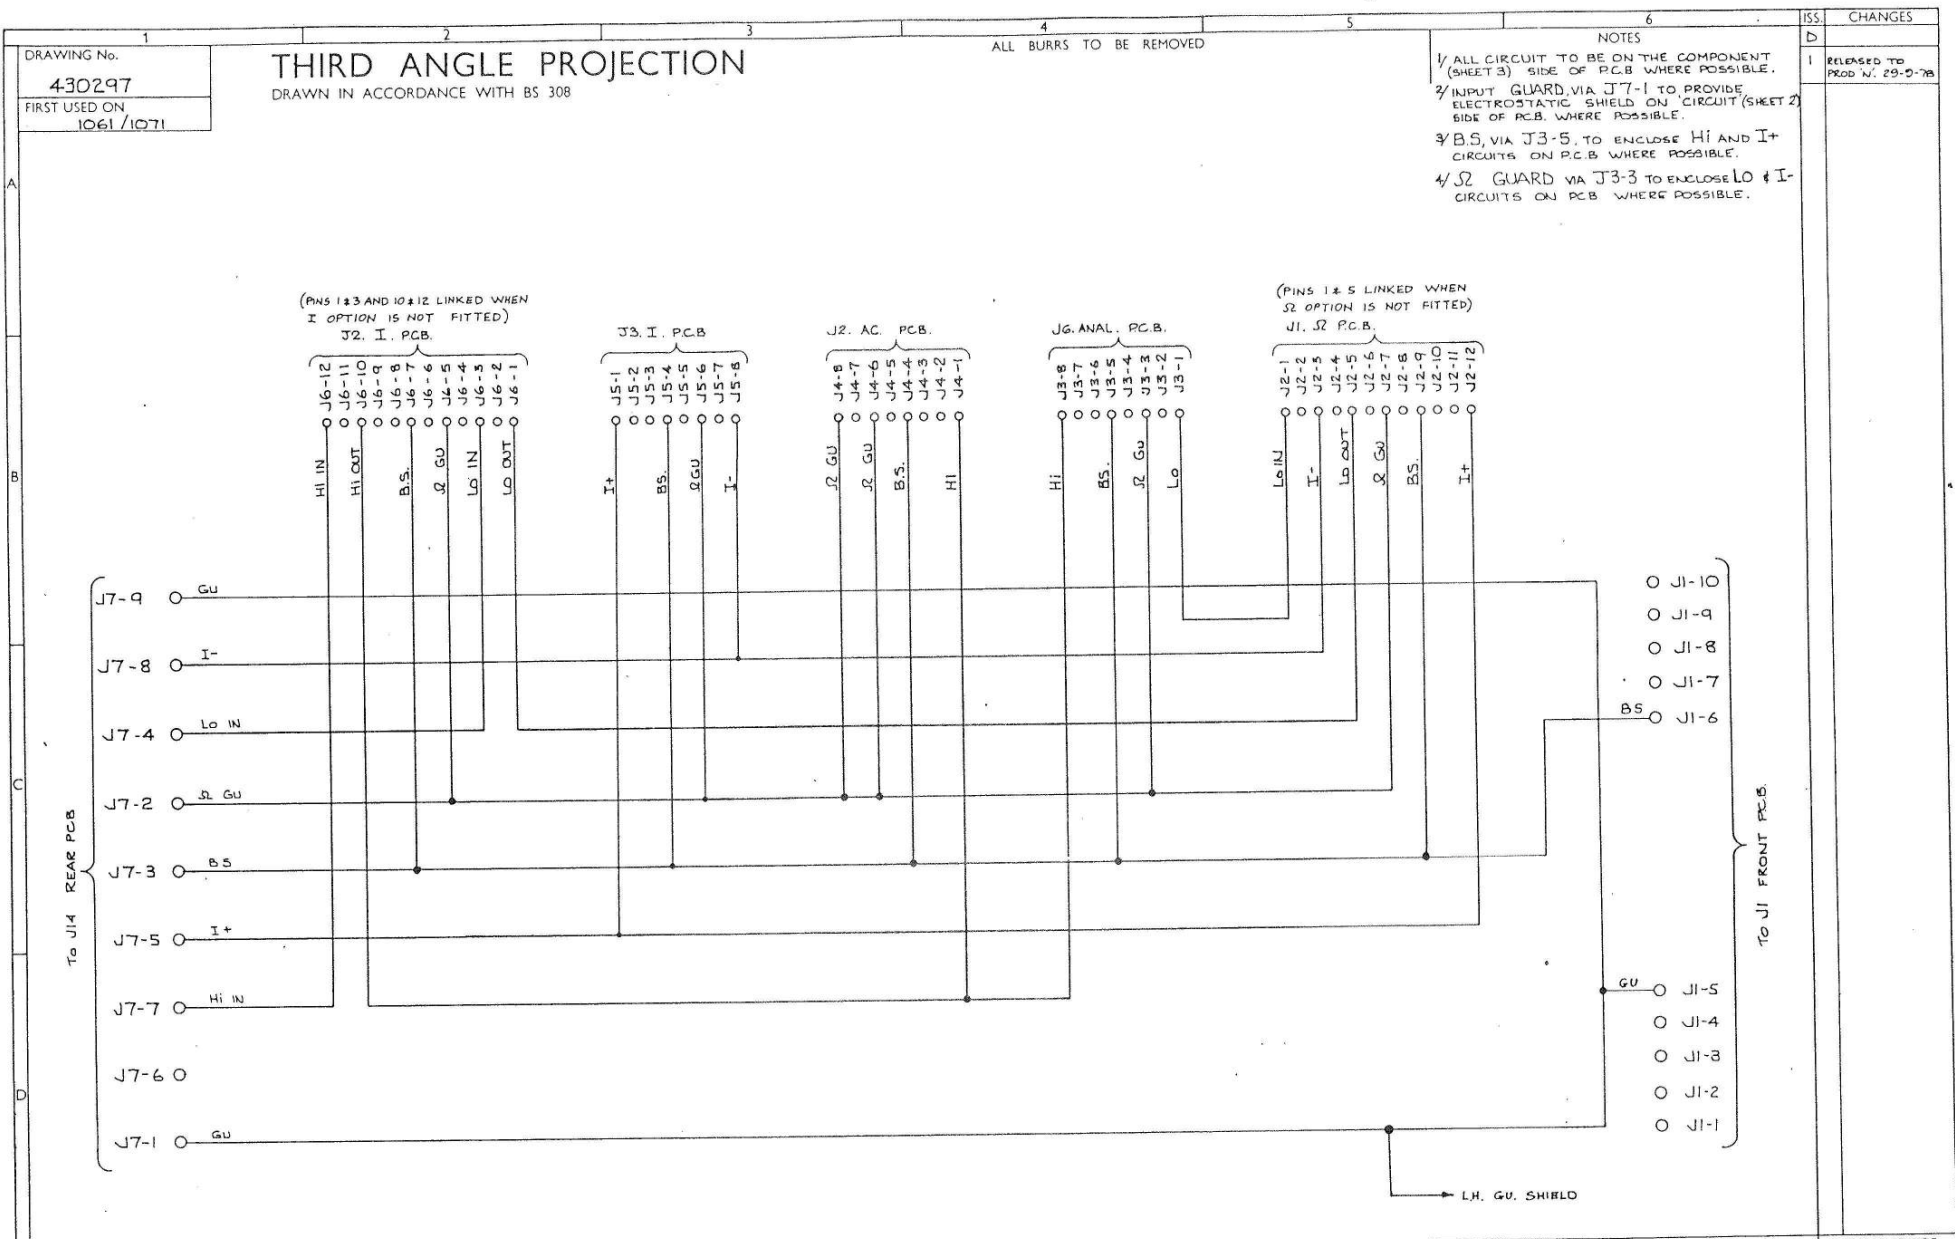 1 2 3 4 5 6
ISS. CHANGES
D
1 RELEASED TO
PROD'N. 29-9-78
DRAWING No.
430297
FIRST USED ON
1061/1071
THIRD ANGLE PROJECTION
DRAWN IN ACCORDANCE WITH BS 308
ALL BURRS TO BE REMOVED
NOTES
1/ ALL CIRCUIT TO BE ON THE COMPONENT
(SHEET 3) SIDE OF P.C.B WHERE POSSIBLE.
2/ INPUT GUARD, VIA J7-1 TO PROVIDE
ELECTROSTATIC SHIELD ON 'CIRCUIT' (SHEET 2)
SIDE OF P.C.B. WHERE POSSIBLE.
3/ B.S, VIA J3-5, TO ENCLOSE Hi AND I+
CIRCUITS ON P.C.B WHERE POSSIBLE.
4/ Ω GUARD VIA J3-3 TO ENCLOSE LO & I-
CIRCUITS ON PCB WHERE POSSIBLE.
A
B
C
D
(PINS 1 & 3 AND 10 & 12 LINKED WHEN
I OPTION IS NOT FITTED)
J2. I. PCB.
J6-12 J6-11 J6-10 J6-9 J6-8 J6-7 J6-6 J6-5 J6-4 J6-3 J6-2 J6-1
HI IN Hi OUT B.S. Ω GU LO IN LO OUT
J3. I. P.C.B
J5-1 J5-2 J5-3 J5-4 J5-5 J5-6 J5-7 J5-8
I+ BS. Ω GU I-
J2. AC. PCB.
J4-8 J4-7 J4-6 J4-5 J4-4 J4-3 J4-2 J4-1
Ω GU Ω GU B.S. HI
J6. ANAL. P.C.B.
J3-8 J3-7 J3-6 J3-5 J3-4 J3-3 J3-2 J3-1
Hi BS. Ω GU LO
(PINS 1 & 5 LINKED WHEN
Ω OPTION IS NOT FITTED)
J1. Ω P.C.B.
J2-1 J2-2 J2-3 J2-4 J2-5 J2-6 J2-7 J2-8 J2-9 J2-10 J2-11 J2-12
LO IN I- LO OUT Ω GU BS. I+
TO J14 REAR PCB
J7-9 GU
J7-8 I-
J7-4 LO IN
J7-2 Ω GU
J7-3 BS
J7-5 I+
J7-7 Hi IN
J7-6
J7-1 GU
J1-10
J1-9
J1-8
J1-7
BS J1-6
GU J1-5
J1-4
J1-3
J1-2
J1-1
TO J1 FRONT P.C.B.
L.H. GU. SHIELD